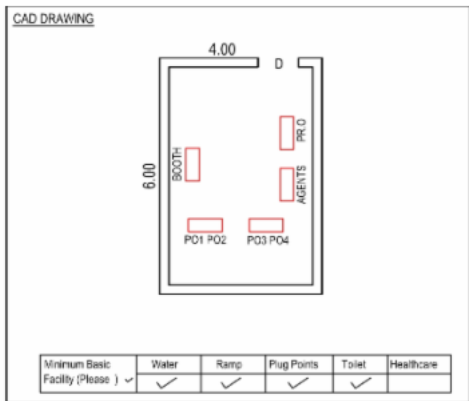 CAD DRAWING
4.00
D
PR.O
BOOTH
6.00
AGENTS
PO1 PO2 PO3 PO4
Minimum Basic Water Ramp Plug Points Toilet Healthcare
Facility (Please ) ✓ ✓ ✓ ✓ ✓